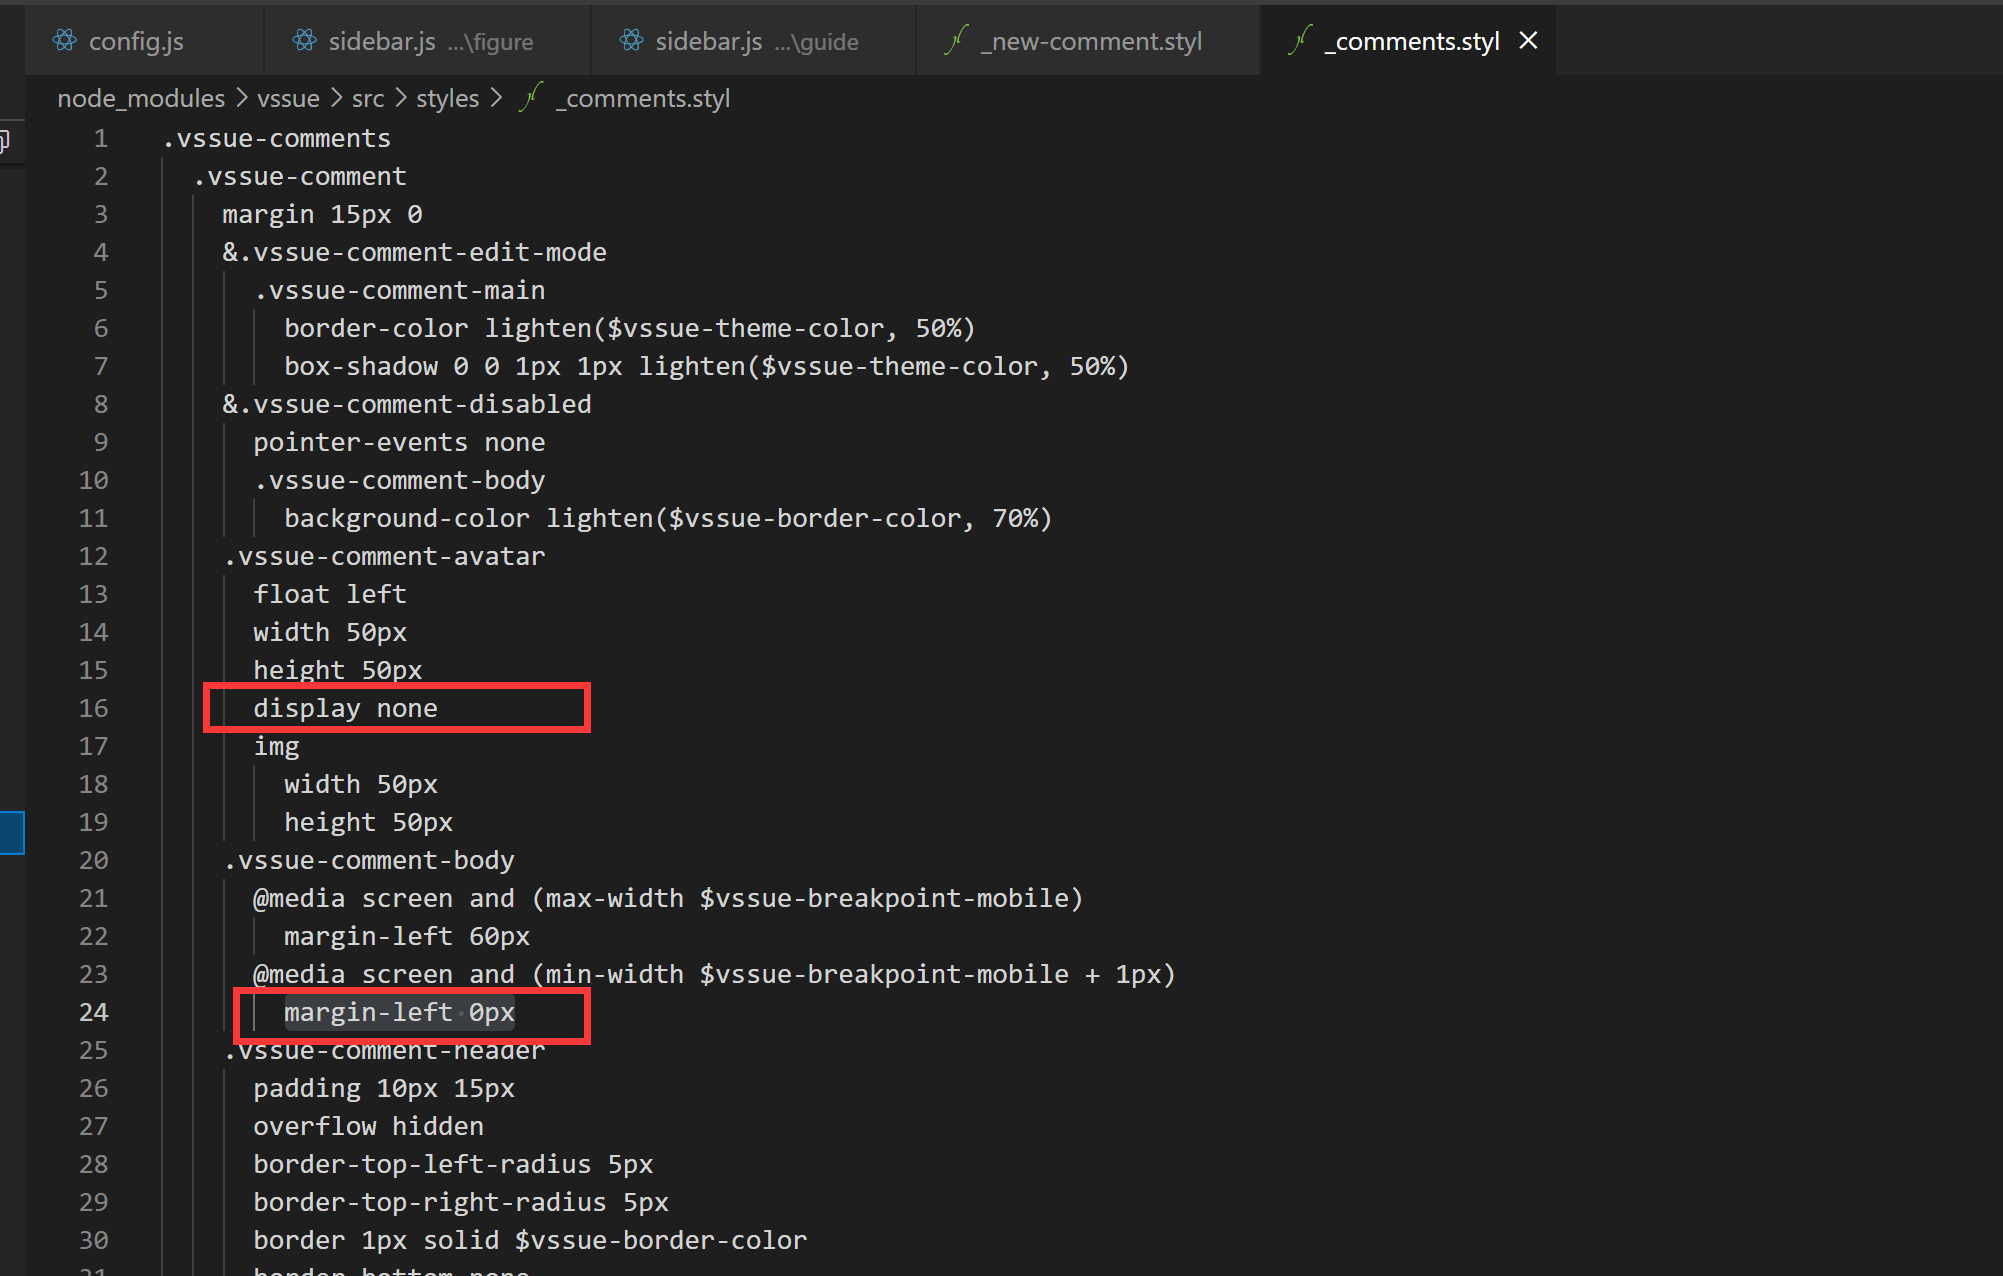 config.js
sidebar.js ...\figure
sidebar.js ...\guide
_new-comment.styl
_comments.styl
node_modules > vssue > src > styles > _comments.styl
1 .vssue-comments
2 .vssue-comment
3 margin 15px 0
4 &.vssue-comment-edit-mode
5 .vssue-comment-main
6 border-color lighten($vssue-theme-color, 50%)
7 box-shadow 0 0 1px 1px lighten($vssue-theme-color, 50%)
8 &.vssue-comment-disabled
9 pointer-events none
10 .vssue-comment-body
11 background-color lighten($vssue-border-color, 70%)
12 .vssue-comment-avatar
13 float left
14 width 50px
15 height 50px
16 display none
17 img
18 width 50px
19 height 50px
20 .vssue-comment-body
21 @media screen and (max-width $vssue-breakpoint-mobile)
22 margin-left 60px
23 @media screen and (min-width $vssue-breakpoint-mobile + 1px)
24 margin-left 0px
25 .vssue-comment-header
26 padding 10px 15px
27 overflow hidden
28 border-top-left-radius 5px
29 border-top-right-radius 5px
30 border 1px solid $vssue-border-color
31 border-bottom none